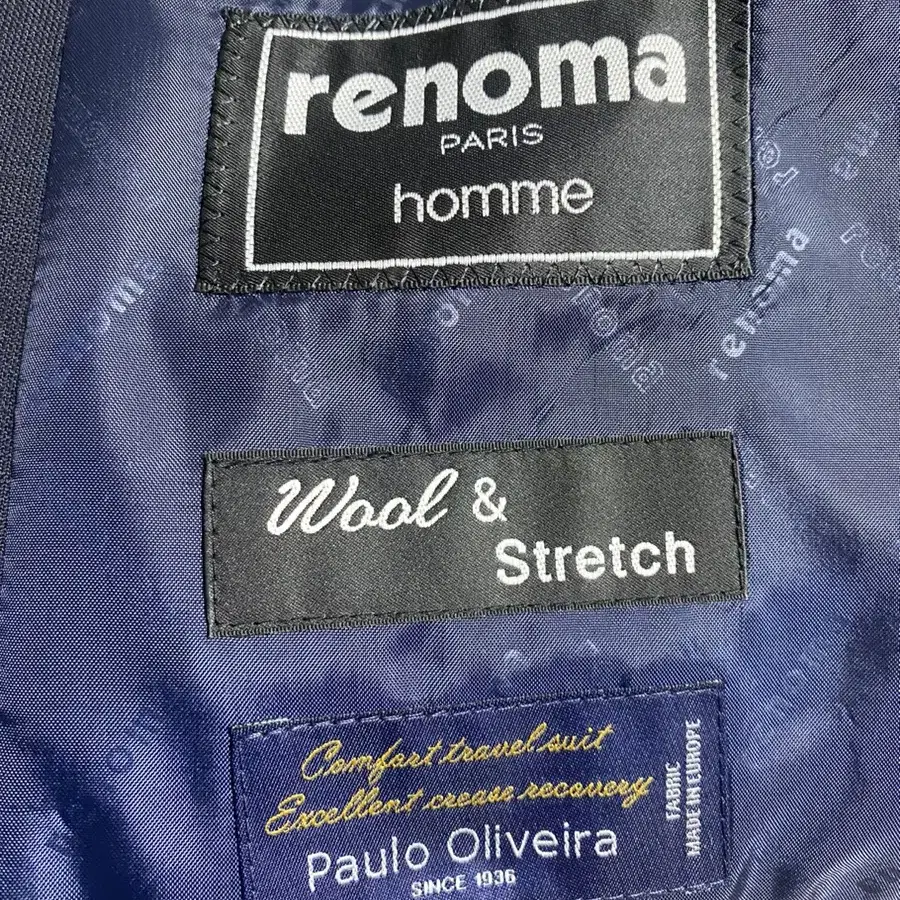 renoma
PARIS
homme
renoma
Wool &
Stretch
Comfort travel suit
Excellent crease recovery
Paulo Oliveira
SINCE 1936
FABRIC
MADE IN EUROPE